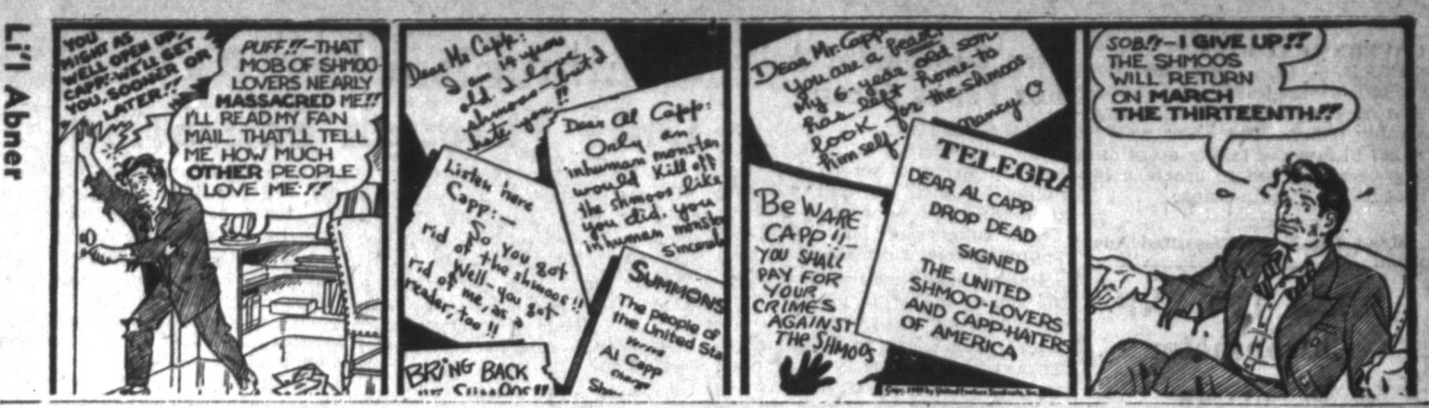 Li'l Abner
YOU
MIGHT AS
WELL OPEN UP,
CAPP!-WE'LL GET
YOU, SOONER OR
LATER!!
PUFF!!-THAT
MOB OF SHMOO-
LOVERS NEARLY
MASSACRED ME!!
I'LL READ MY FAN
MAIL. THAT'LL TELL
ME HOW MUCH
OTHER PEOPLE
LOVE ME!!
Dear Mr Capp:
I am 14 years
old I love
shmoos-but I
hate you!!
Dear Al Capp:
Only an
inhuman monster
would kill off
the shmoos like
you did, you
inhuman monster
Sincerel
Listen here
Capp:—
So You got
rid of the shmoos!!
Well-you got
rid of me, as a
reader, too!!
SUMMONS
The people of
the United Sta
versus
Al Capp
Charge
Shm
BRING BACK
THE SHMOOS!!
Dear Mr. Capp
You are a beast
My 6-year old son
has left home to
look for the Shmoos
himself.
Nancy O.
BeWARE
CAPP!!-
YOU SHALL
PAY FOR
YOUR
CRIMES
AGAINST
THE SHMOOS
TELEGRA
DEAR AL CAPP
DROP DEAD
SIGNED
THE UNITED
SHMOO-LOVERS
AND CAPP-HATERS
OF AMERICA
SOB!!-I GIVE UP!!
THE SHMOOS
WILL RETURN
ON MARCH
THE THIRTEENTH!!